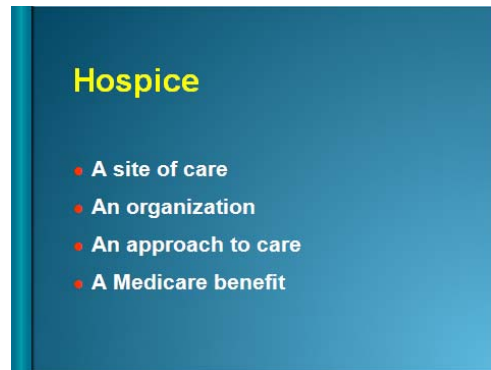 Hospice
A site of care
An organization
An approach to care
A Medicare benefit